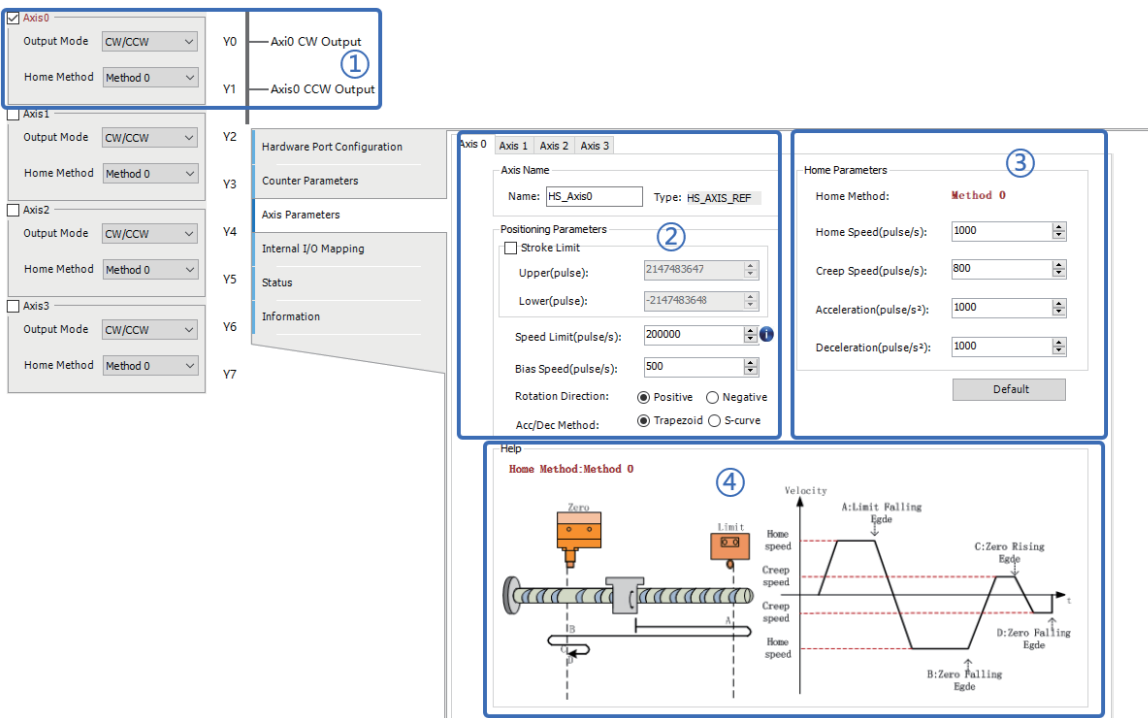 Axis0
Output Mode CW/CCW
Home Method Method 0
Y0 Axi0 CW Output
①
Y1 Axis0 CCW Output
Axis1
Output Mode CW/CCW
Home Method Method 0
Y2
Y3
Axis2
Output Mode CW/CCW
Home Method Method 0
Y4
Y5
Axis3
Output Mode CW/CCW
Home Method Method 0
Y6
Y7
Hardware Port Configuration
Counter Parameters
Axis Parameters
Internal I/O Mapping
Status
Information
Axis 0 Axis 1 Axis 2 Axis 3
Axis Name
Name: HS_Axis0 Type: HS_AXIS_REF
Positioning Parameters
②
Stroke Limit
Upper(pulse): 2147483647
Lower(pulse): -2147483648
Speed Limit(pulse/s): 200000
Bias Speed(pulse/s): 500
Rotation Direction: Positive Negative
Acc/Dec Method: Trapezoid S-curve
③
Home Parameters
Home Method: Method 0
Home Speed(pulse/s): 1000
Creep Speed(pulse/s): 800
Acceleration(pulse/s²): 1000
Deceleration(pulse/s²): 1000
Default
Help
Home Method:Method 0
④
Zero
Limit
A
B
C
D
Velocity
A:Limit Falling
Egde
Home
speed
C:Zero Rising
Egde
Creep
speed
t
Creep
speed
D:Zero Falling
Egde
Home
speed
B:Zero Falling
Egde